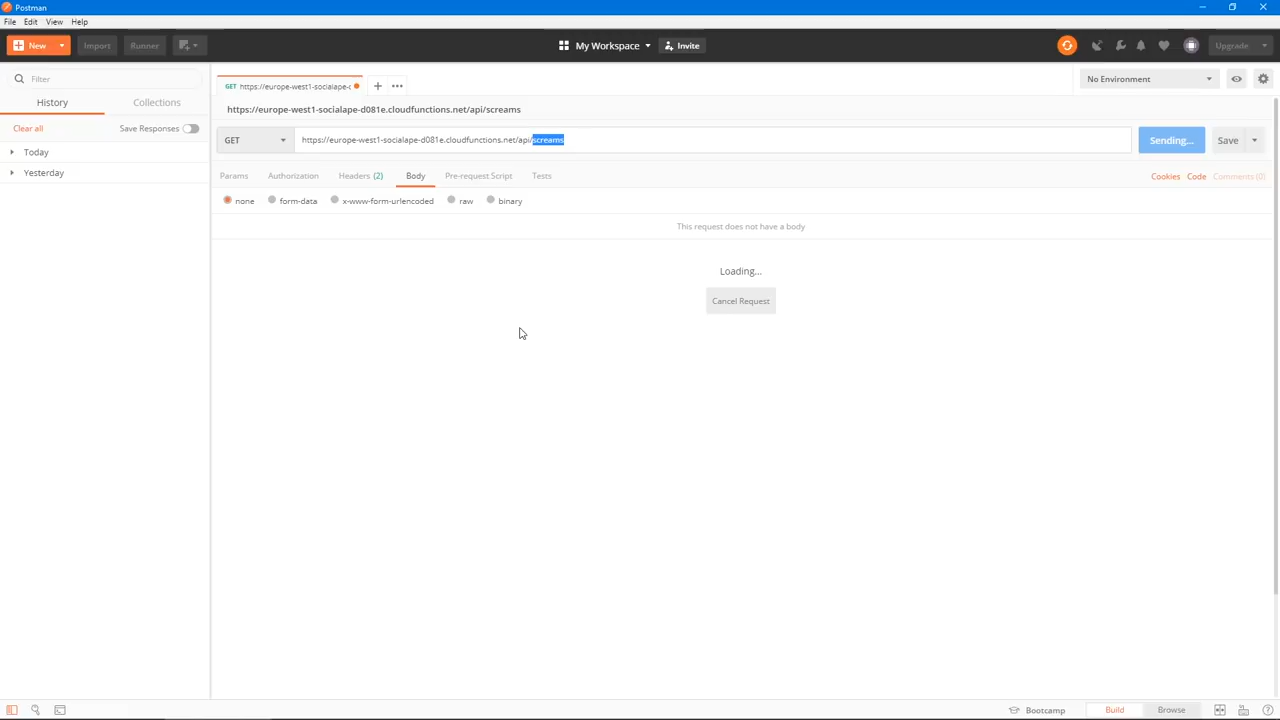 Postman
File Edit View Help
New Import Runner My Workspace Invite Upgrade
Filter
History Collections
Clear all Save Responses
Today
Yesterday
GET https://europe-west1-socialape-c
No Environment
https://europe-west1-socialape-d081e.cloudfunctions.net/api/screams
GET https://europe-west1-socialape-d081e.cloudfunctions.net/api/screams Sending... Save
Params Authorization Headers (2) Body Pre-request Script Tests Cookies Code Comments (0)
none form-data x-www-form-urlencoded raw binary
This request does not have a body
Loading...
Cancel Request
Bootcamp Build Browse